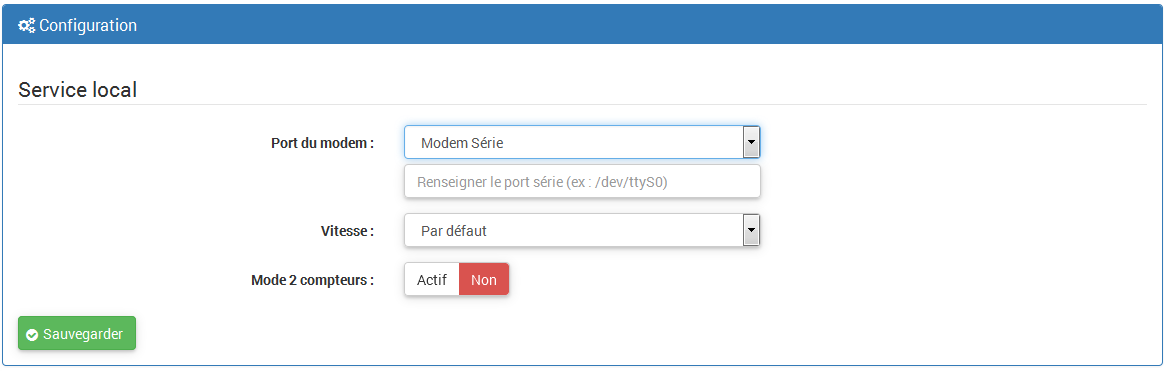 Configuration
Service local
Port du modem : Modem Série
Renseigner le port série (ex : /dev/ttyS0)
Vitesse : Par défaut
Mode 2 compteurs : Actif Non
Sauvegarder